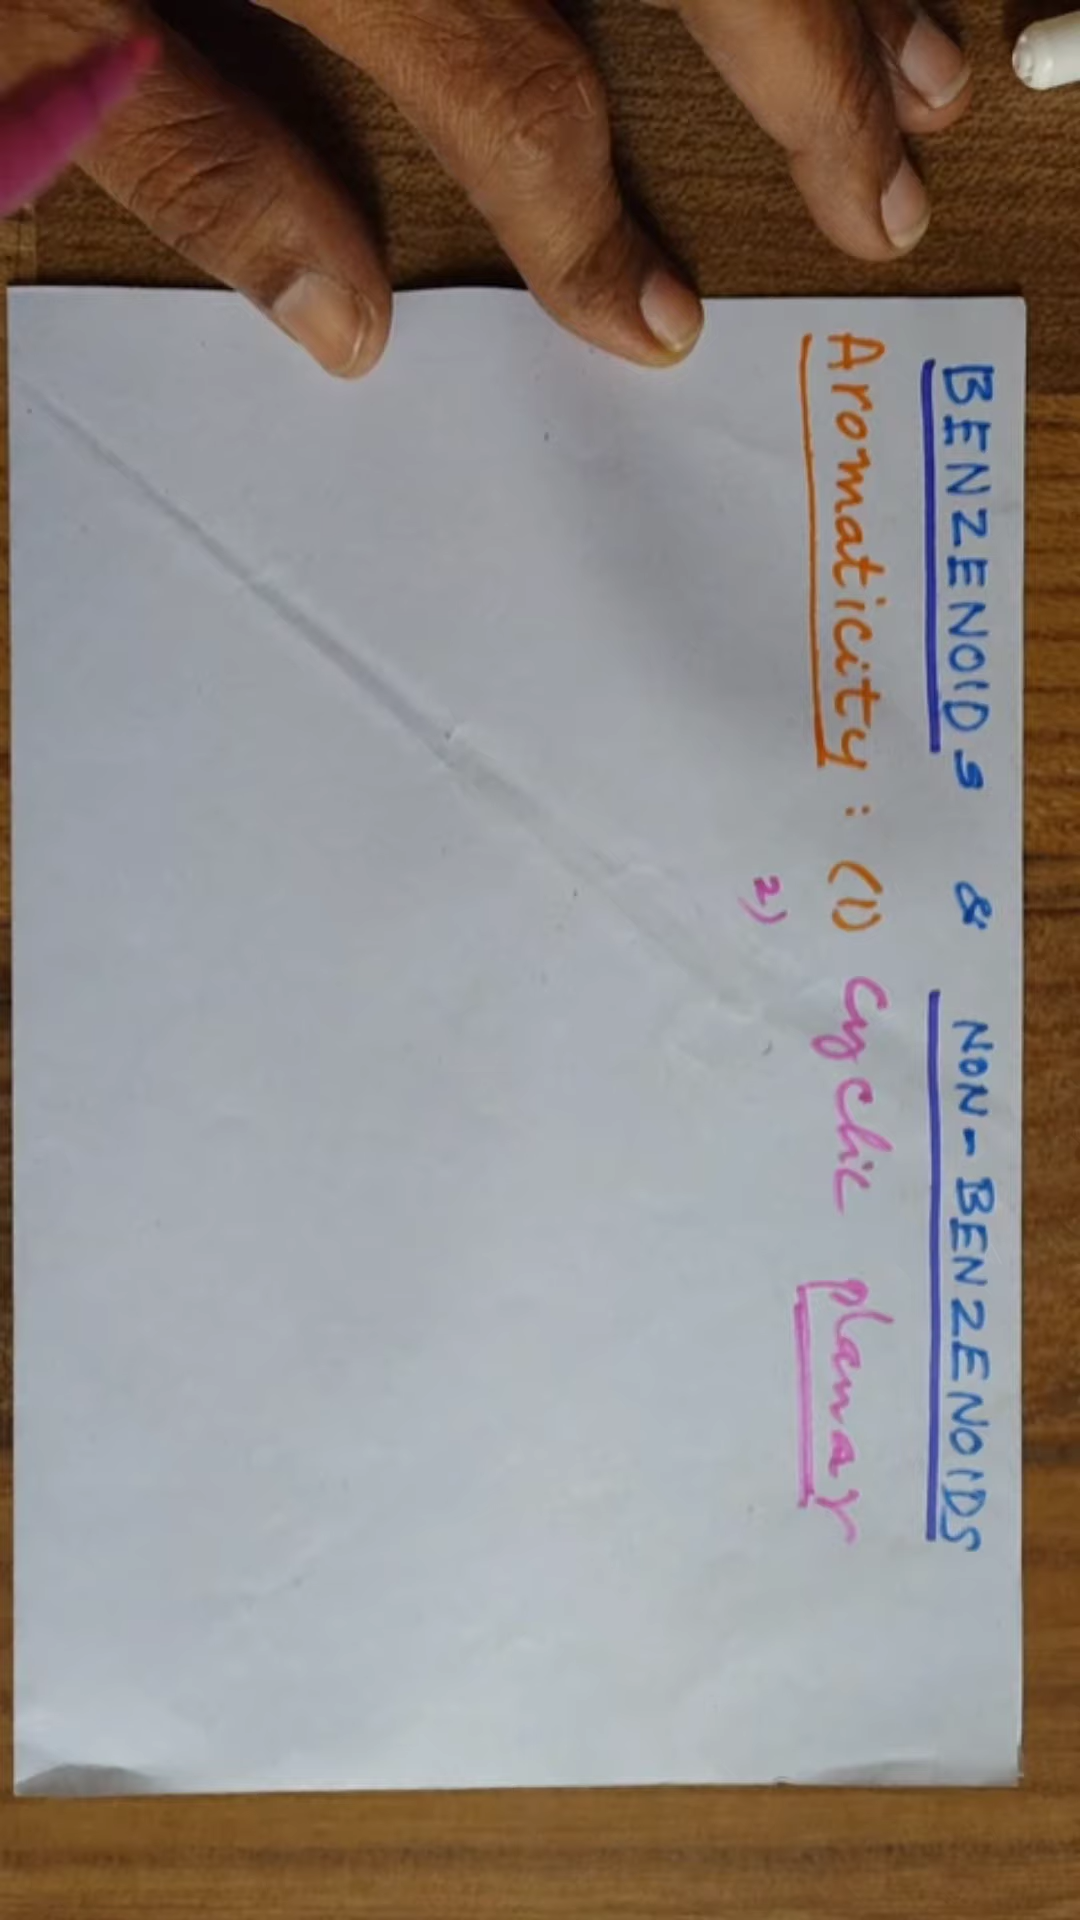 BENZENOIDS & NON-BENZENOIDS
Aromaticity : (1) Cyclic planar
2)